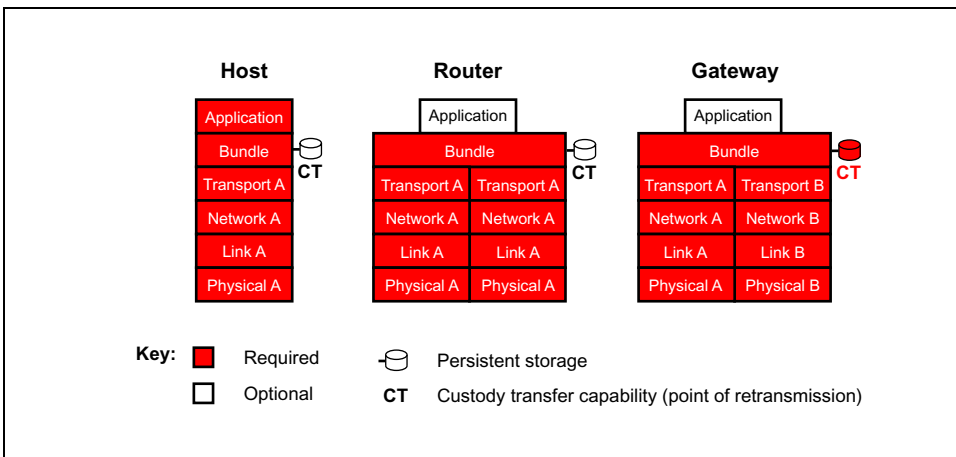 Host
Router
Gateway
Application
Application
Application
Bundle
CT
Bundle
CT
Bundle
CT
Transport A
Transport A
Transport A
Transport A
Transport B
Network A
Network A
Network A
Network A
Network B
Link A
Link A
Link A
Link A
Link B
Physical A
Physical A
Physical A
Physical A
Physical B
Key:
Required
Persistent storage
Optional
CT
Custody transfer capability (point of retransmission)